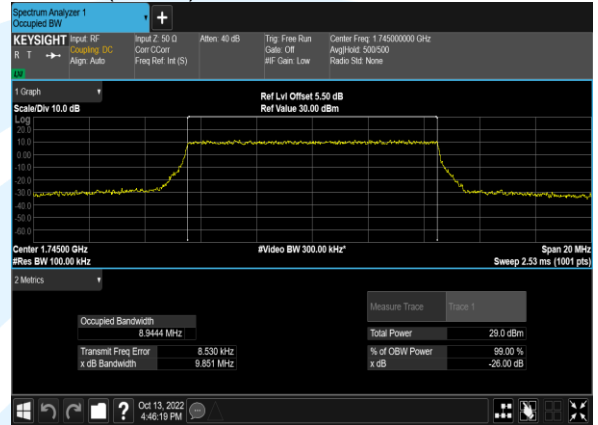 Spectrum Analyzer 1
Occupied BW
KEYSIGHT Input: RF Input Z: 50 Ω Atten: 40 dB Trig: Free Run Center Freq: 1.745000000 GHz
R T Coupling: DC Corr CCorr Gate: Off Avg|Hold: 500/500
Align: Auto Freq Ref: Int (S) #IF Gain: Low Radio Std: None
LV
1 Graph
Ref Lvl Offset 5.50 dB
Scale/Div 10.0 dB Ref Value 30.00 dBm
Log
20.0
10.0
0.00
-10.0
-20.0
-30.0
-40.0
-50.0
-60.0
Center 1.74500 GHz #Video BW 300.00 kHz* Span 20 MHz
#Res BW 100.00 kHz Sweep 2.53 ms (1001 pts)
2 Metrics
Measure Trace Trace 1
Occupied Bandwidth
8.9444 MHz Total Power 29.0 dBm
Transmit Freq Error 8.530 kHz % of OBW Power 99.00 %
x dB Bandwidth 9.851 MHz x dB -26.00 dB
Oct 13, 2022
4:46:19 PM